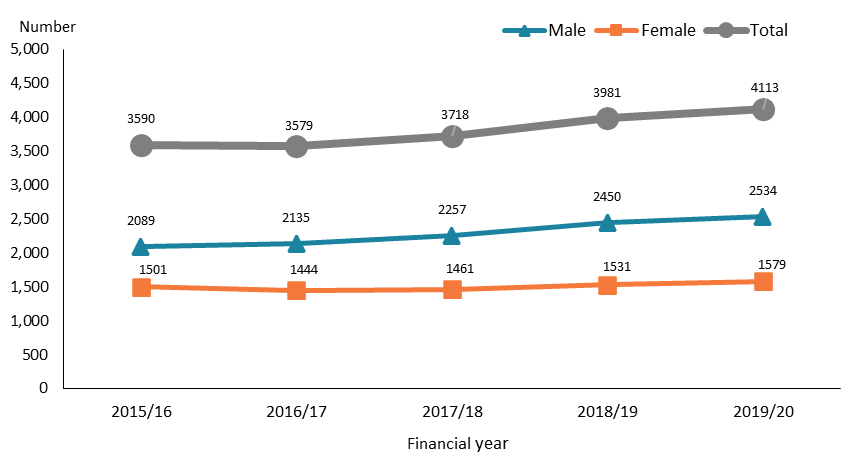 Number
Male Female Total
5,000
4,500
4,000
3,500
3,000
2,500
2,000
1,500
1,000
500
0
3590 3579 3718 3981 4113
2089 2135 2257 2450 2534
1501 1444 1461 1531 1579
2015/16 2016/17 2017/18 2018/19 2019/20
Financial year